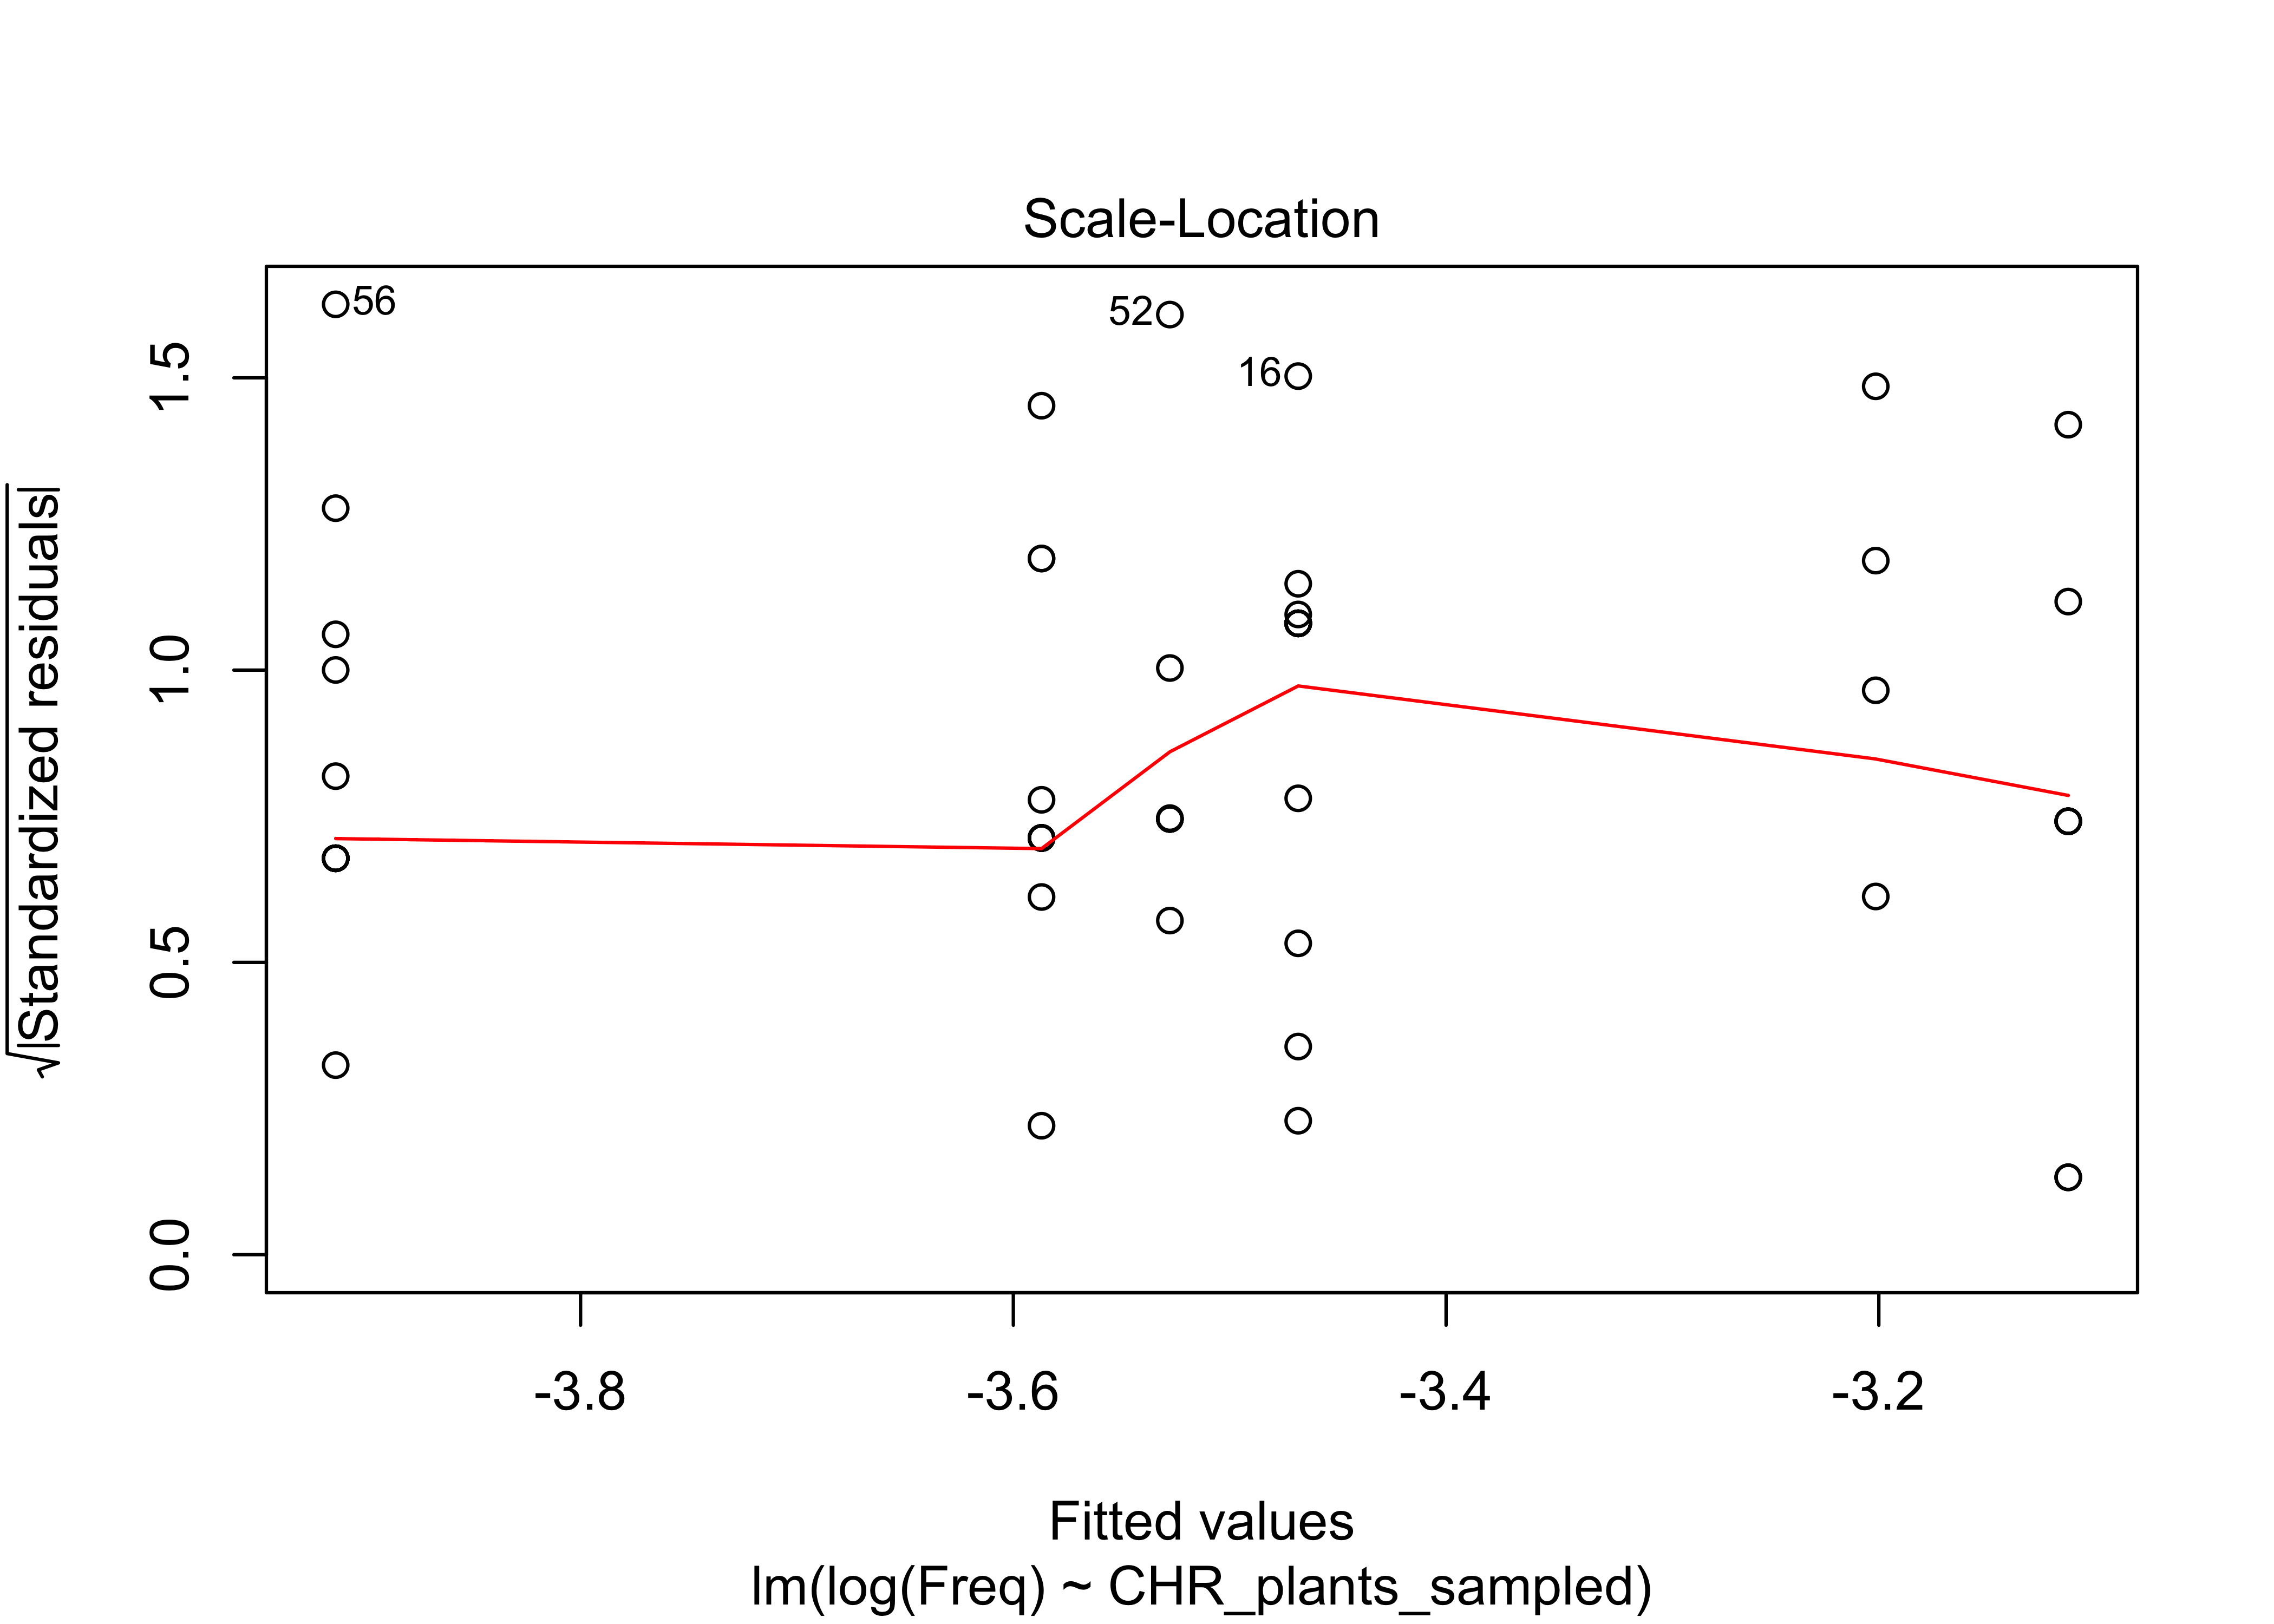 Scale-Location
√|Standardized residuals|
1.5
1.0
0.5
0.0
56
52
16
-3.8 -3.6 -3.4 -3.2
Fitted values
lm(log(Freq) ~ CHR_plants_sampled)